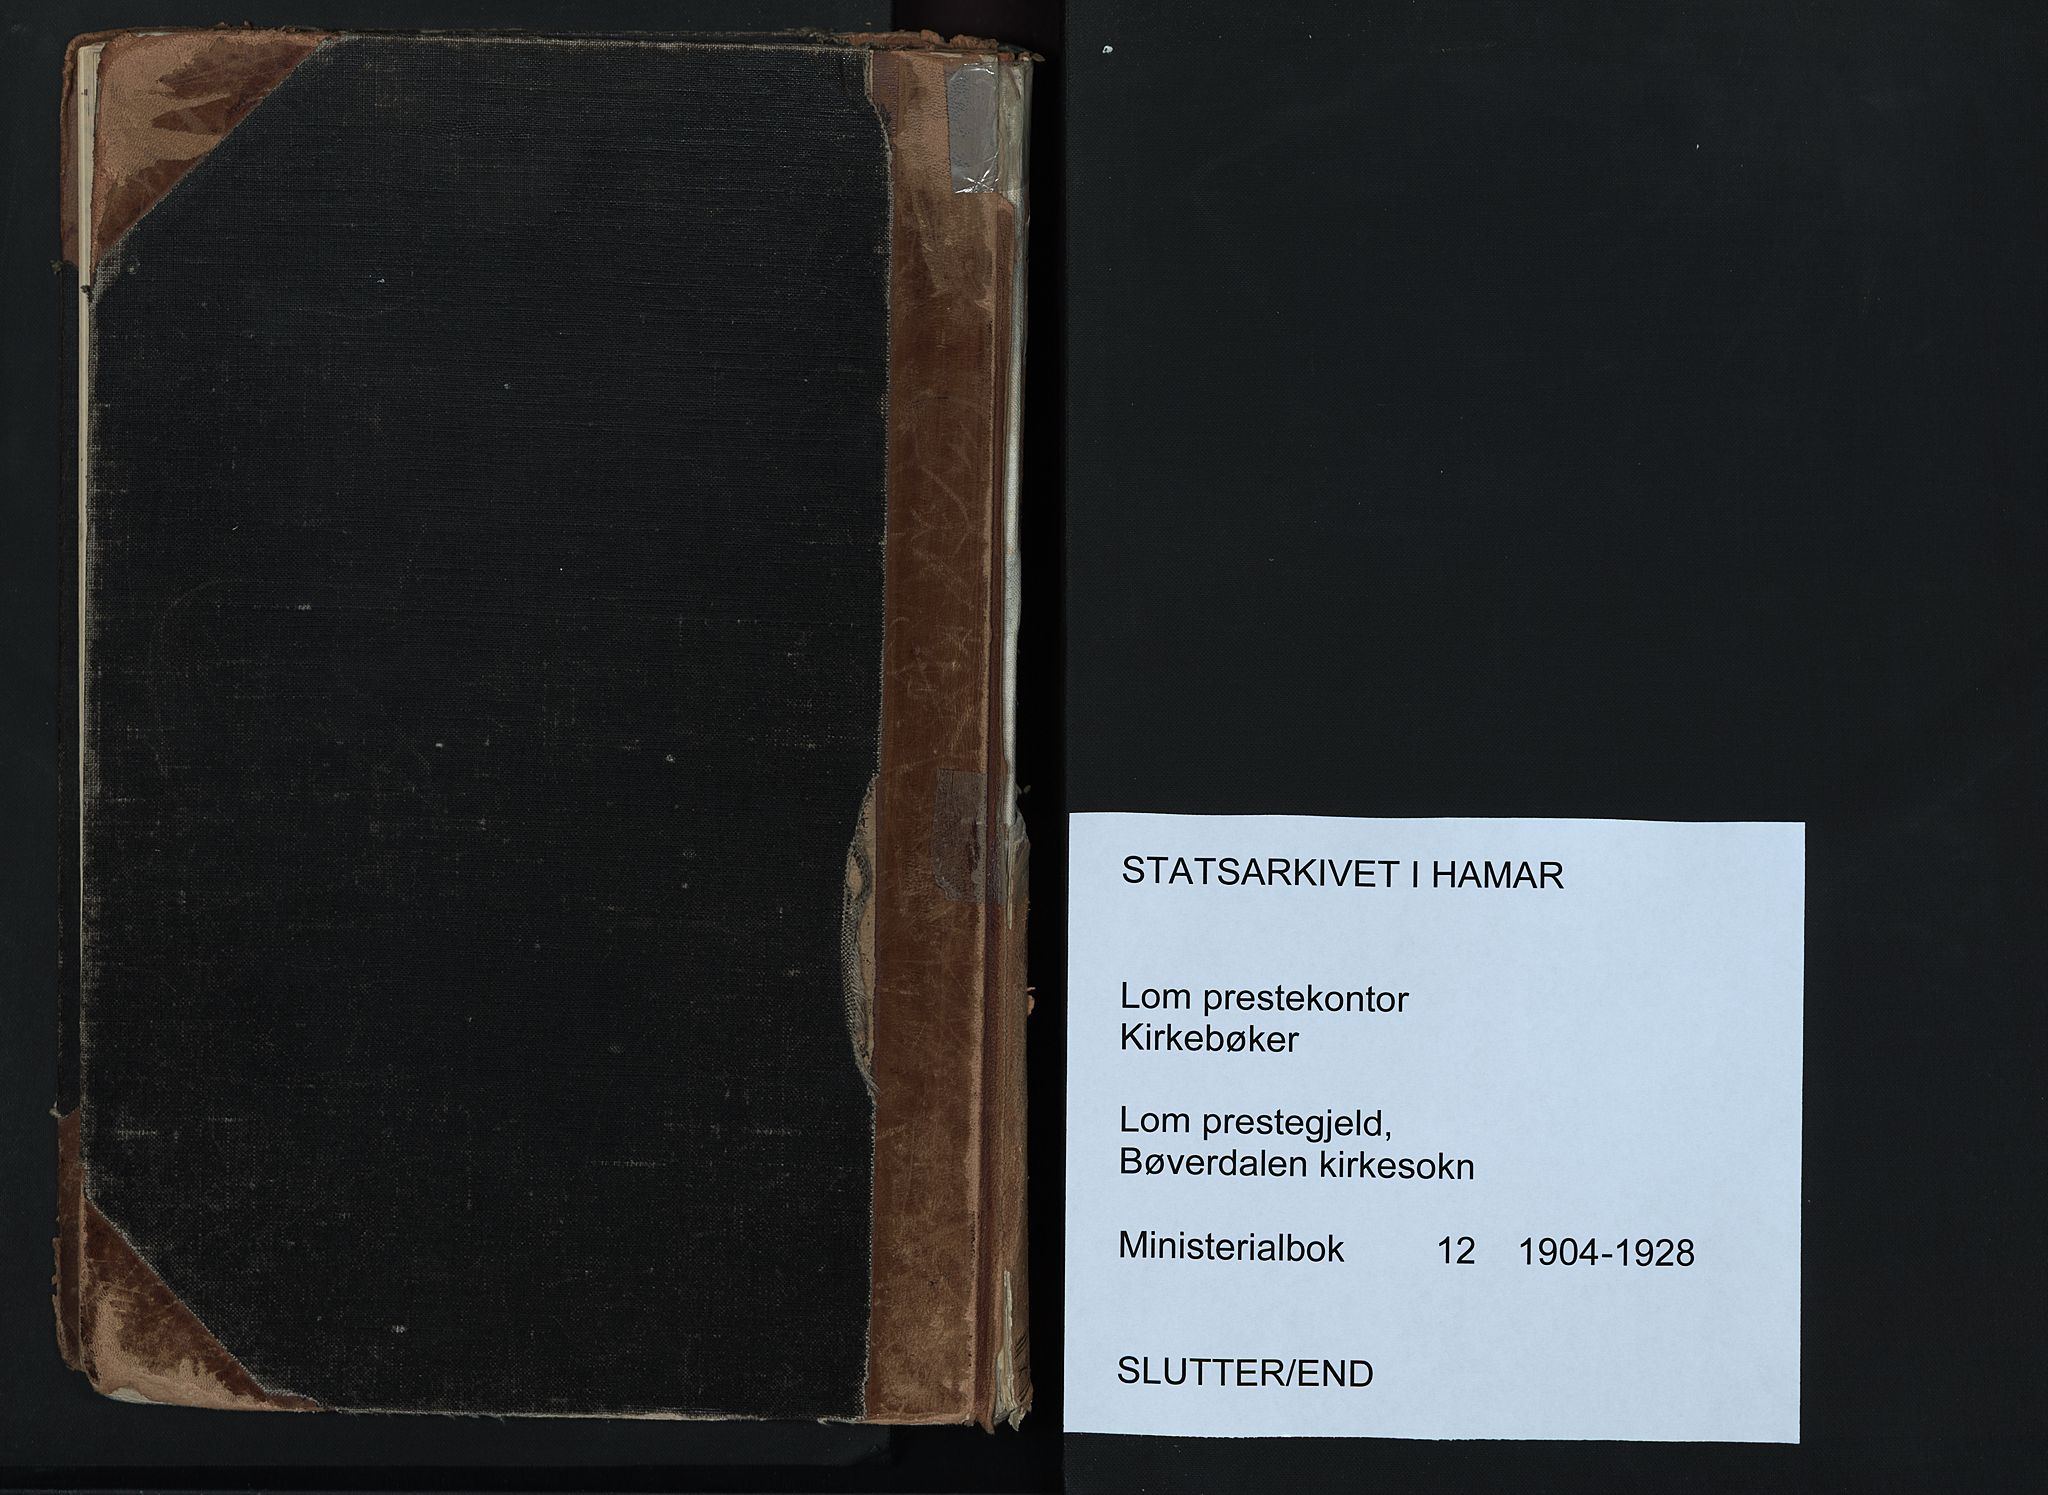 STATSARKIVET I HAMAR
Lom prestekontor
Kirkebøker
Lom prestegjeld,
Bøverdalen kirkesokn
Ministerialbok 12 1904-1928
SLUTTER/END